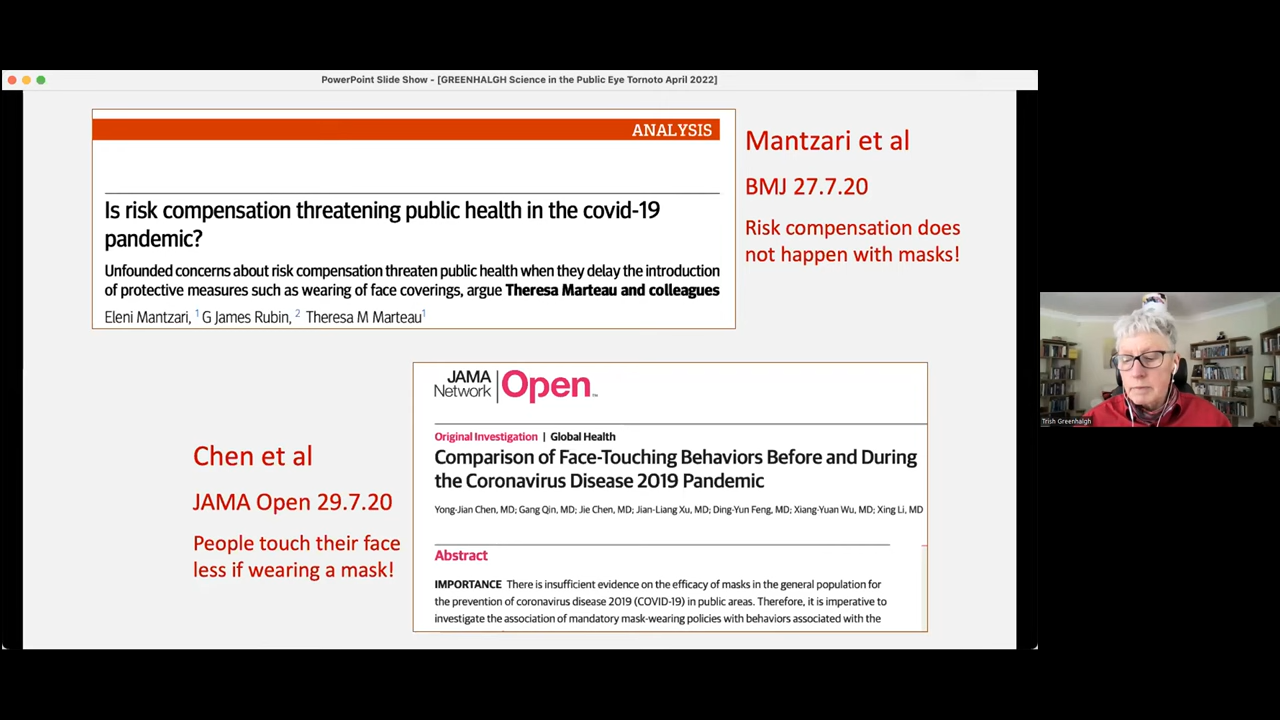 PowerPoint Slide Show - [GREENHALGH Science in the Public Eye Tornoto April 2022]
ANALYSIS
Is risk compensation threatening public health in the covid-19
pandemic?
Unfounded concerns about risk compensation threaten public health when they delay the introduction
of protective measures such as wearing of face coverings, argue Theresa Marteau and colleagues
Eleni Mantzari, 1 G James Rubin, 2 Theresa M Marteau1
Mantzari et al
BMJ 27.7.20
Risk compensation does
not happen with masks!
Chen et al
JAMA Open 29.7.20
People touch their face
less if wearing a mask!
JAMA
Network
Open
Original Investigation | Global Health
Comparison of Face-Touching Behaviors Before and During
the Coronavirus Disease 2019 Pandemic
Yong-Jian Chen, MD; Gang Qin, MD; Jie Chen, MD; Jian-Liang Xu, MD; Ding-Yun Feng, MD; Xiang-Yuan Wu, MD; Xing Li, MD
Abstract
IMPORTANCE There is insufficient evidence on the efficacy of masks in the general population for
the prevention of coronavirus disease 2019 (COVID-19) in public areas. Therefore, it is imperative to
investigate the association of mandatory mask-wearing policies with behaviors associated with the
Trish Greenhalgh